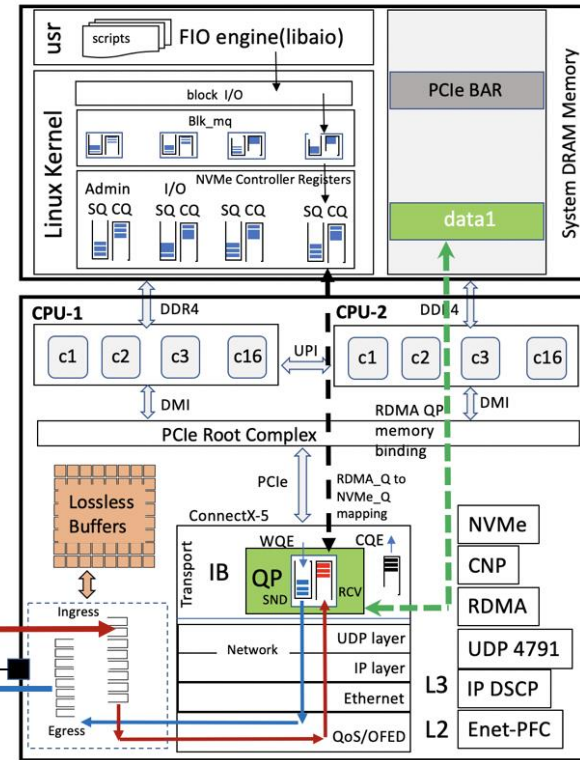 usr
scripts
FIO engine(libaio)
Linux Kernel
block I/O
Blk_mq
NVMe Controller Registers
Admin
I/O
SQ CQ
SQ CQ
SQ CQ
SQ CQ
System DRAM Memory
PCIe BAR
data1
DDR4
DDR4
CPU-1
c1
c2
c3
c16
UPI
CPU-2
c1
c2
c3
c16
DMI
DMI
RDMA QP
memory
binding
PCIe Root Complex
PCIe
RDMA_Q to
NVMe_Q
mapping
Lossless
Buffers
ConnectX-5
Transport
IB
WQE
CQE
QP
SND
RCV
Network
UDP layer
IP layer
Ethernet
QoS/OFED
Ingress
Egress
NVMe
CNP
RDMA
UDP 4791
L3
IP DSCP
L2
Enet-PFC